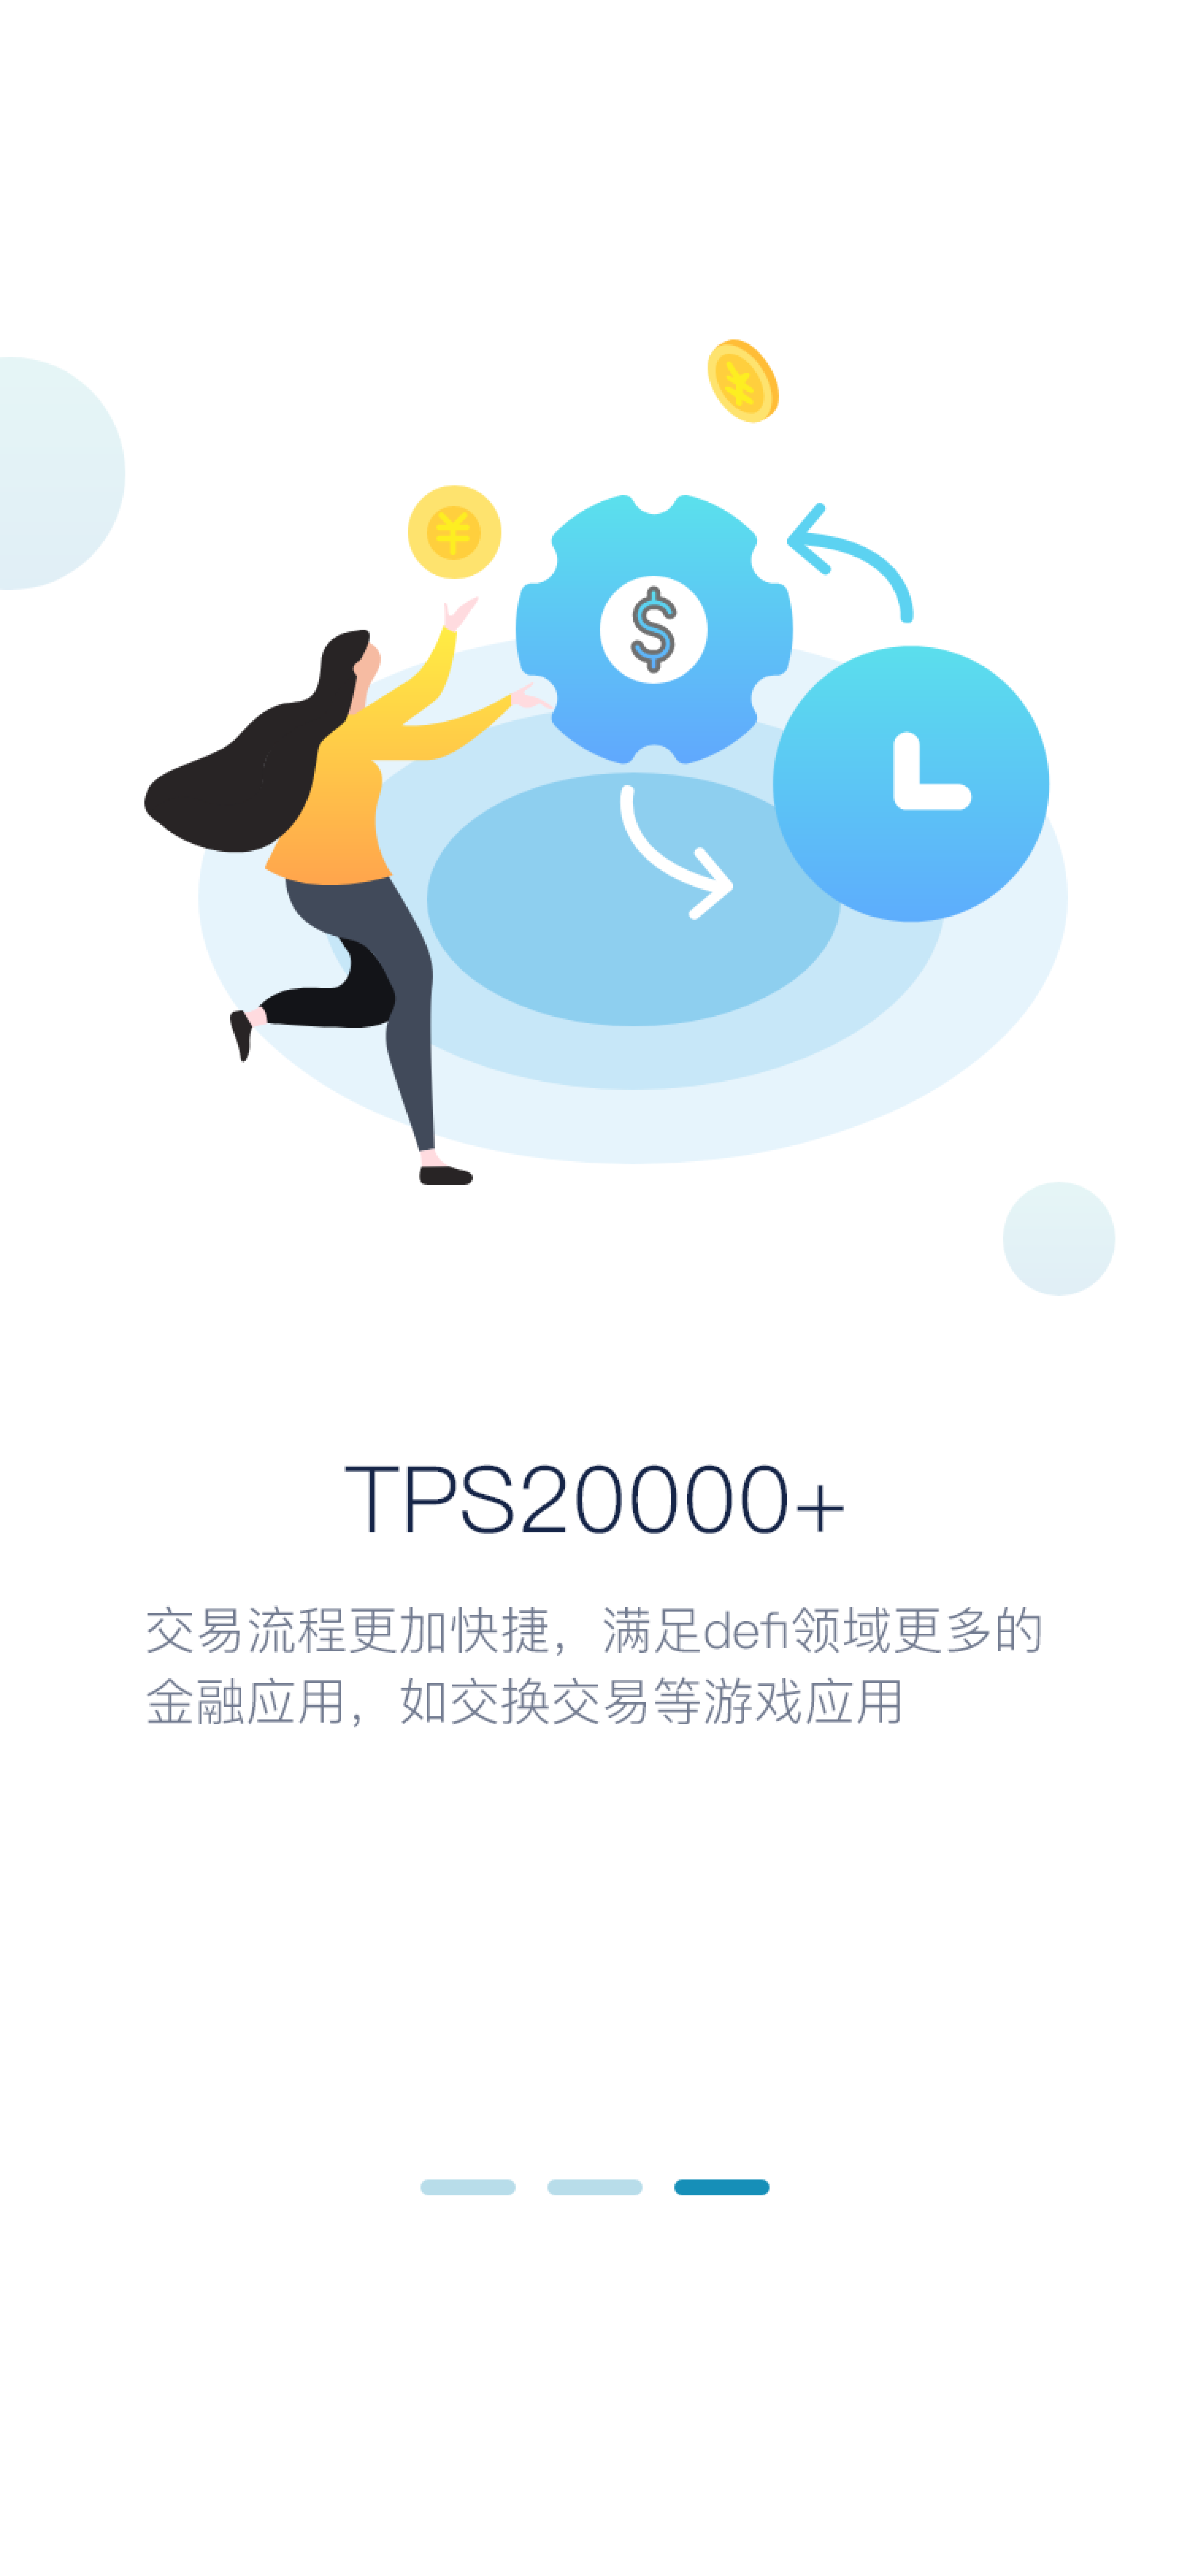 ¥
¥
$
TPS20000+
交易流程更加快捷，满足defi领域更多的
金融应用，如交换交易等游戏应用